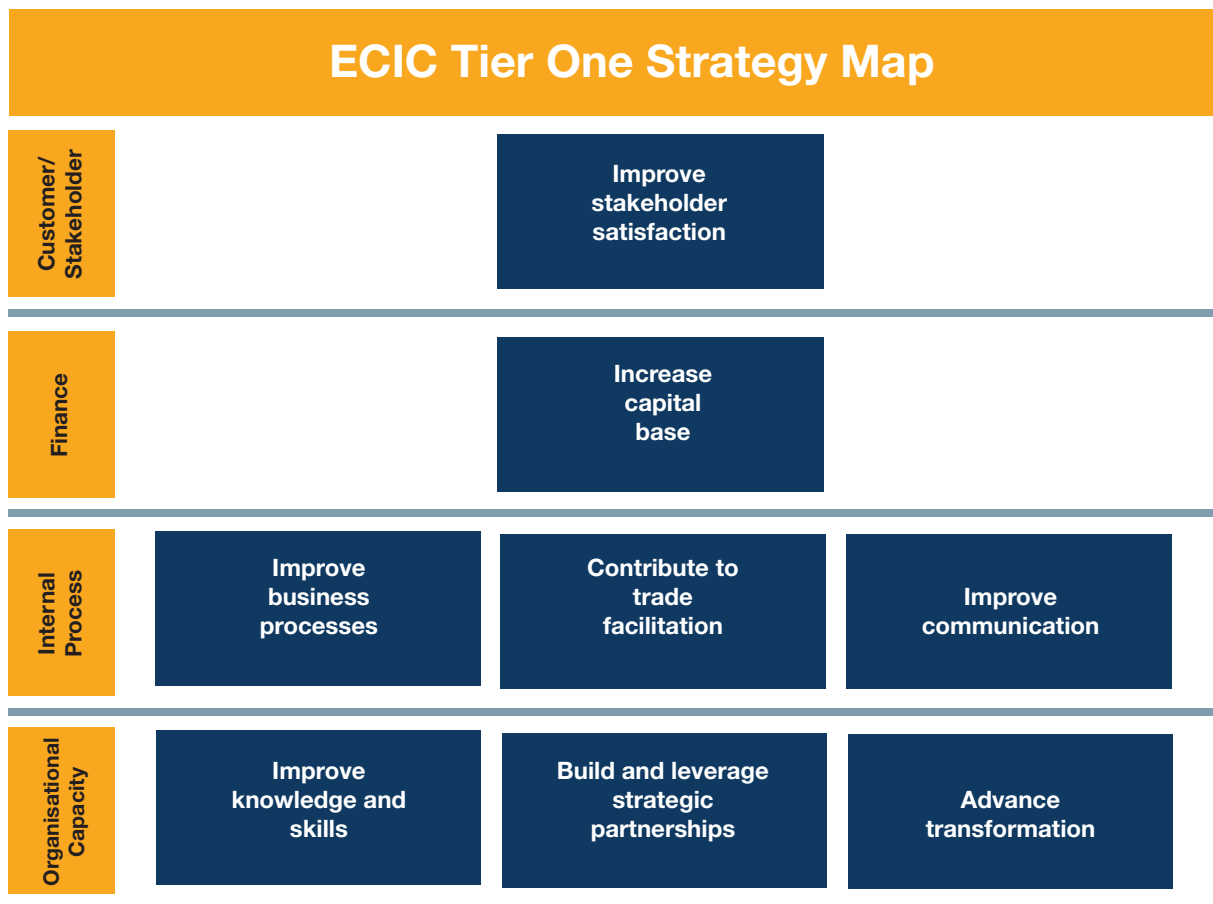 ECIC Tier One Strategy Map
Customer/
Stakeholder
Improve
stakeholder
satisfaction
Finance
Increase
capital
base
Internal
Process
Improve
business
processes
Contribute to
trade
facilitation
Improve
communication
Organisational
Capacity
Improve
knowledge and
skills
Build and leverage
strategic
partnerships
Advance
transformation